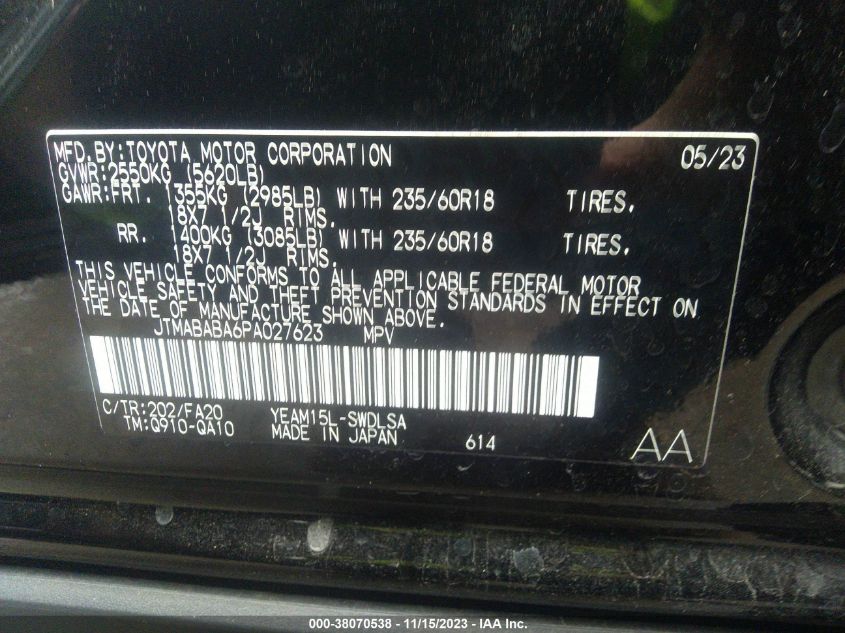 MFD.BY:TOYOTA MOTOR CORPORATION 05/23
GVWR:2550KG (5620LB)
GAWR:FRT. 1355KG (2985LB) WITH 235/60R18 TIRES.
18X7 1/2J RIMS.
RR. 1400KG (3085LB) WITH 235/60R18 TIRES.
18X7 1/2J RIMS.
THIS VEHICLE CONFORMS TO ALL APPLICABLE FEDERAL MOTOR
VEHICLE SAFETY AND THEFT PREVENTION STANDARDS IN EFFECT ON
THE DATE OF MANUFACTURE SHOWN ABOVE.
JTMABABA6PA027623 MPV
C/TR:202/FA20 YEAM15L-SWDLSA
TM:Q910-QA10 MADE IN JAPAN 614 AA
000-38070538 - 11/15/2023 - IAA Inc.